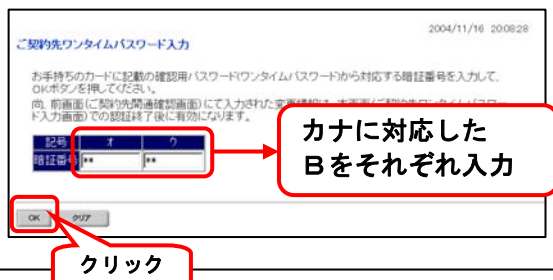 2004/11/16 20:08:28
ご契約先ワンタイムパスワード入力
お手持ちのカードに記載の確認用パスワード(ワンタイムパスワード)から対応する暗証番号を入力して、
OKボタンを押してください。
尚、前画面(ご契約先開通確認画面)にて入力された変更情報は、本画面(ご契約先ワンタイムパスワー
ド入力画面)での認証終了後に有効になります。
記号 オ ウ
暗証番号 ** **
カナに対応した
Bをそれぞれ入力
OK クリア
クリック